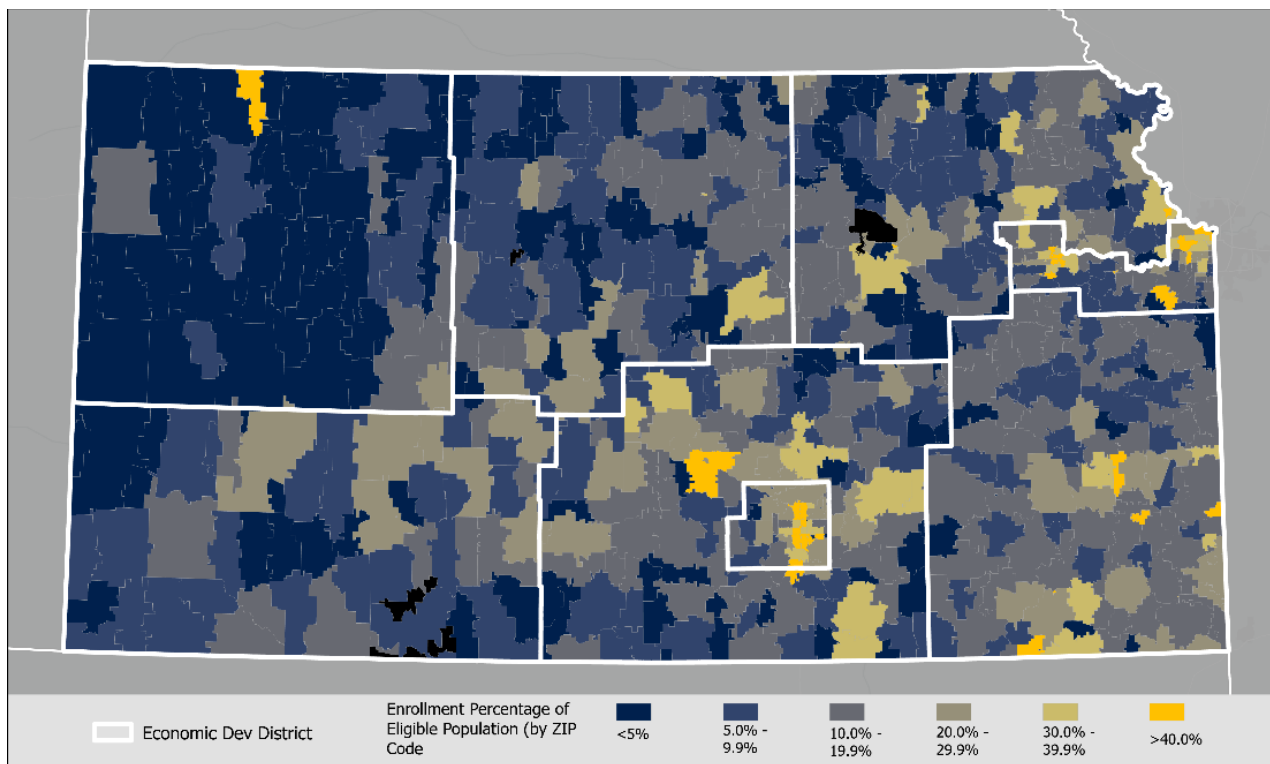 Economic Dev District
Enrollment Percentage of
Eligible Population (by ZIP
Code
<5%
5.0% -
9.9%
10.0% -
19.9%
20.0% -
29.9%
30.0% -
39.9%
>40.0%